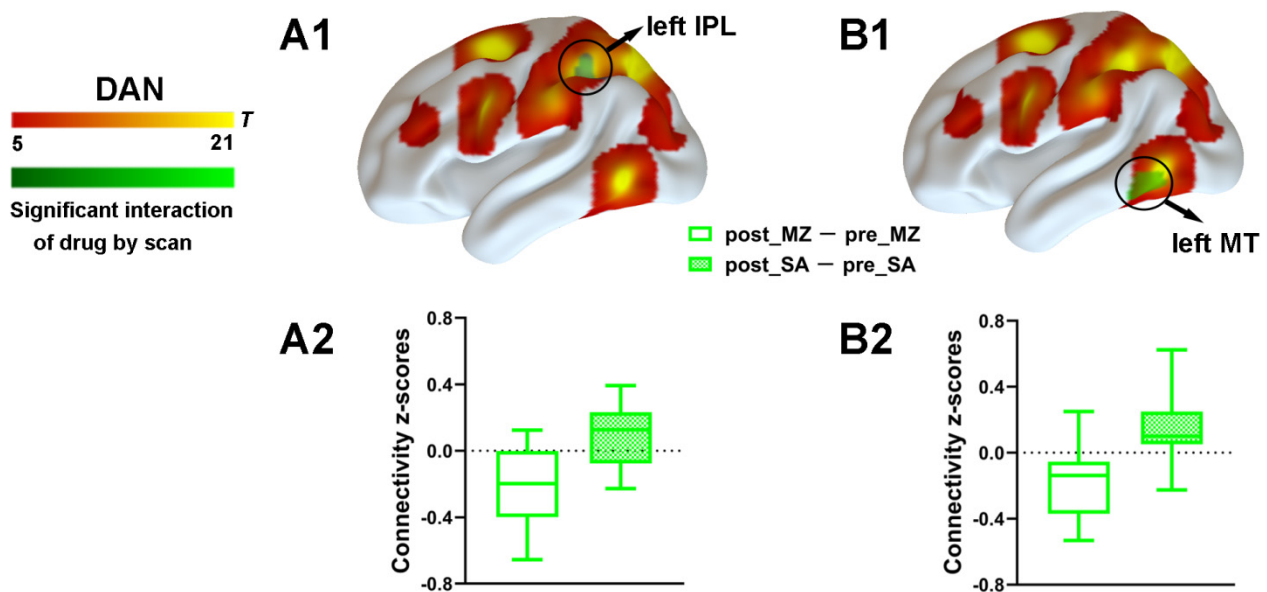 A1
left IPL
B1
DAN
T
5 21
Significant interaction
of drug by scan
left MT
post_MZ — pre_MZ
post_SA — pre_SA
A2
Connectivity z-scores
0.8
0.4
0.0
-0.4
-0.8
B2
Connectivity z-scores
0.8
0.4
0.0
-0.4
-0.8